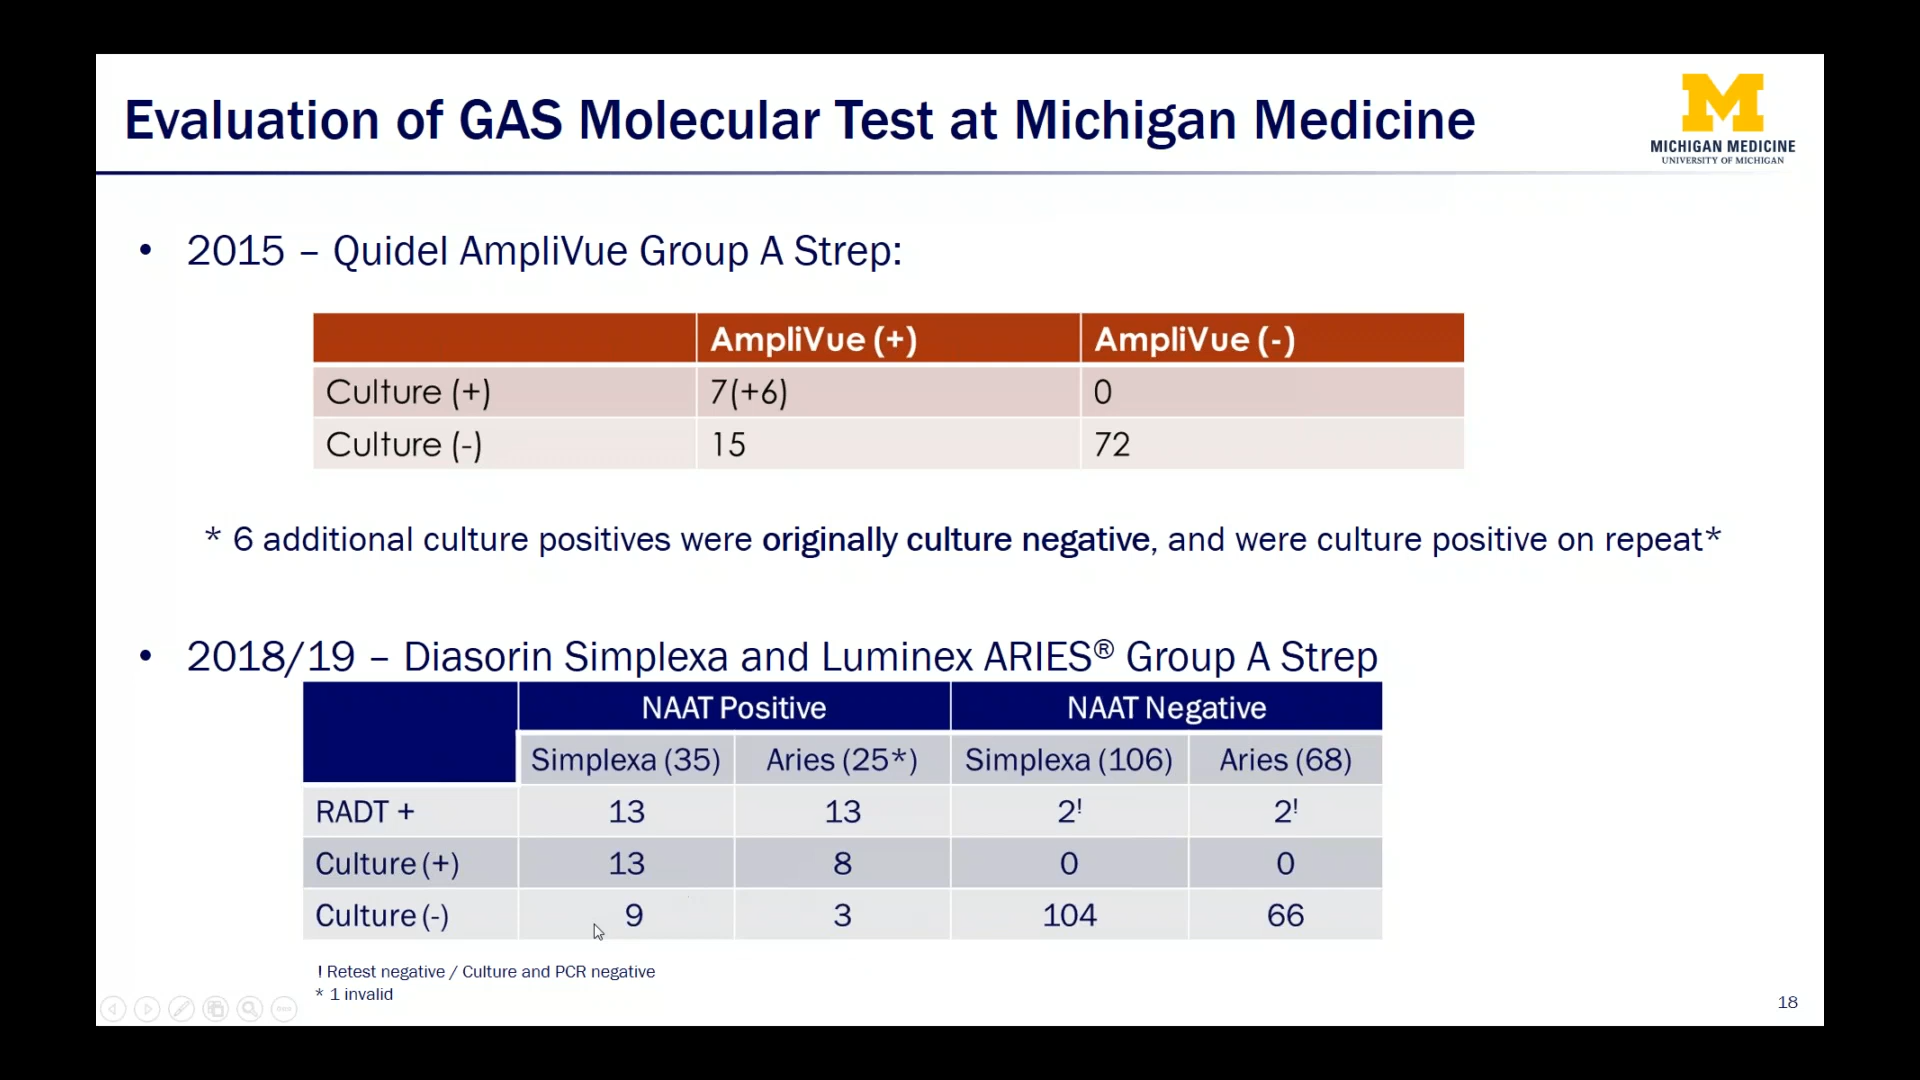 Evaluation of GAS Molecular Test at Michigan Medicine
M
MICHIGAN MEDICINE
UNIVERSITY OF MICHIGAN
• 2015 – Quidel AmpliVue Group A Strep:
AmpliVue (+) AmpliVue (-)
Culture (+) 7(+6) 0
Culture (-) 15 72
* 6 additional culture positives were originally culture negative, and were culture positive on repeat*
• 2018/19 – Diasorin Simplexa and Luminex ARIES® Group A Strep
NAAT Positive NAAT Negative
Simplexa (35) Aries (25*) Simplexa (106) Aries (68)
RADT + 13 13 2! 2!
Culture (+) 13 8 0 0
Culture (-) 9 3 104 66
! Retest negative / Culture and PCR negative
* 1 invalid
18